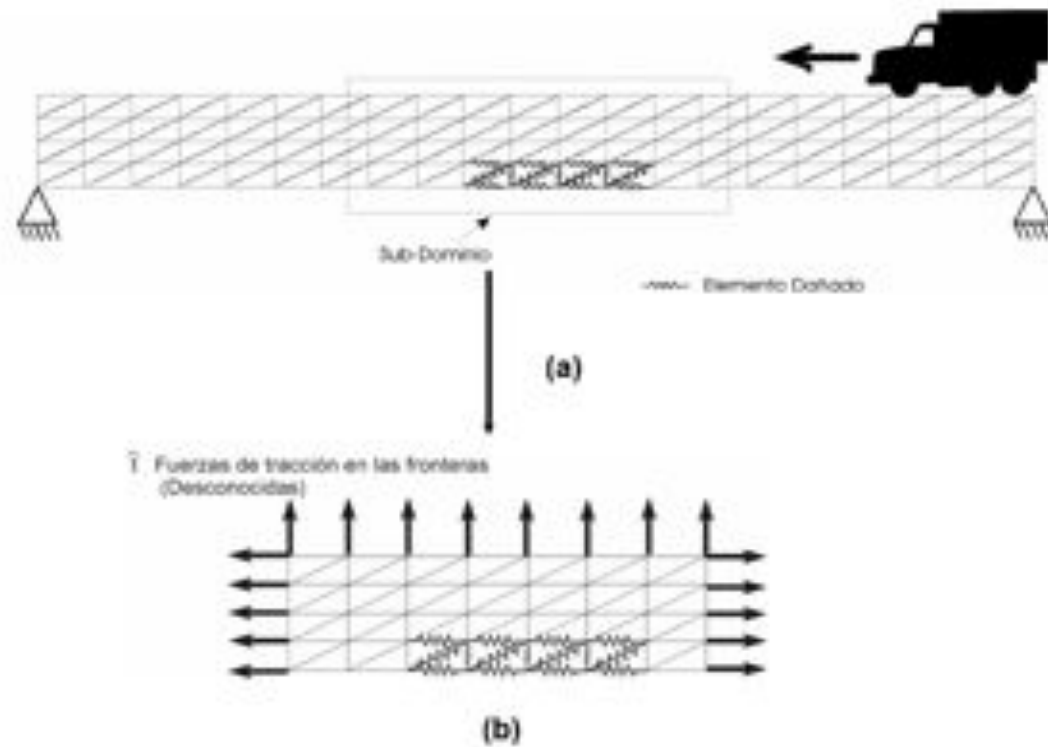 Sub-Dominio
Elemento Dañado
(a)
T Fuerzas de tracción en las fronteras
(Desconocidas)
(b)